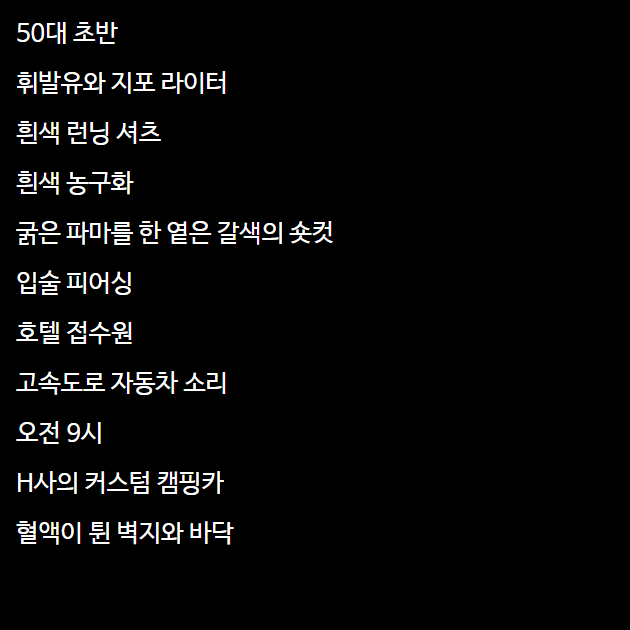 50대 초반
휘발유와 지포 라이터
흰색 런닝 셔츠
흰색 농구화
굵은 파마를 한 옅은 갈색의 숏컷
입술 피어싱
호텔 접수원
고속도로 자동차 소리
오전 9시
H사의 커스텀 캠핑카
혈액이 튄 벽지와 바닥